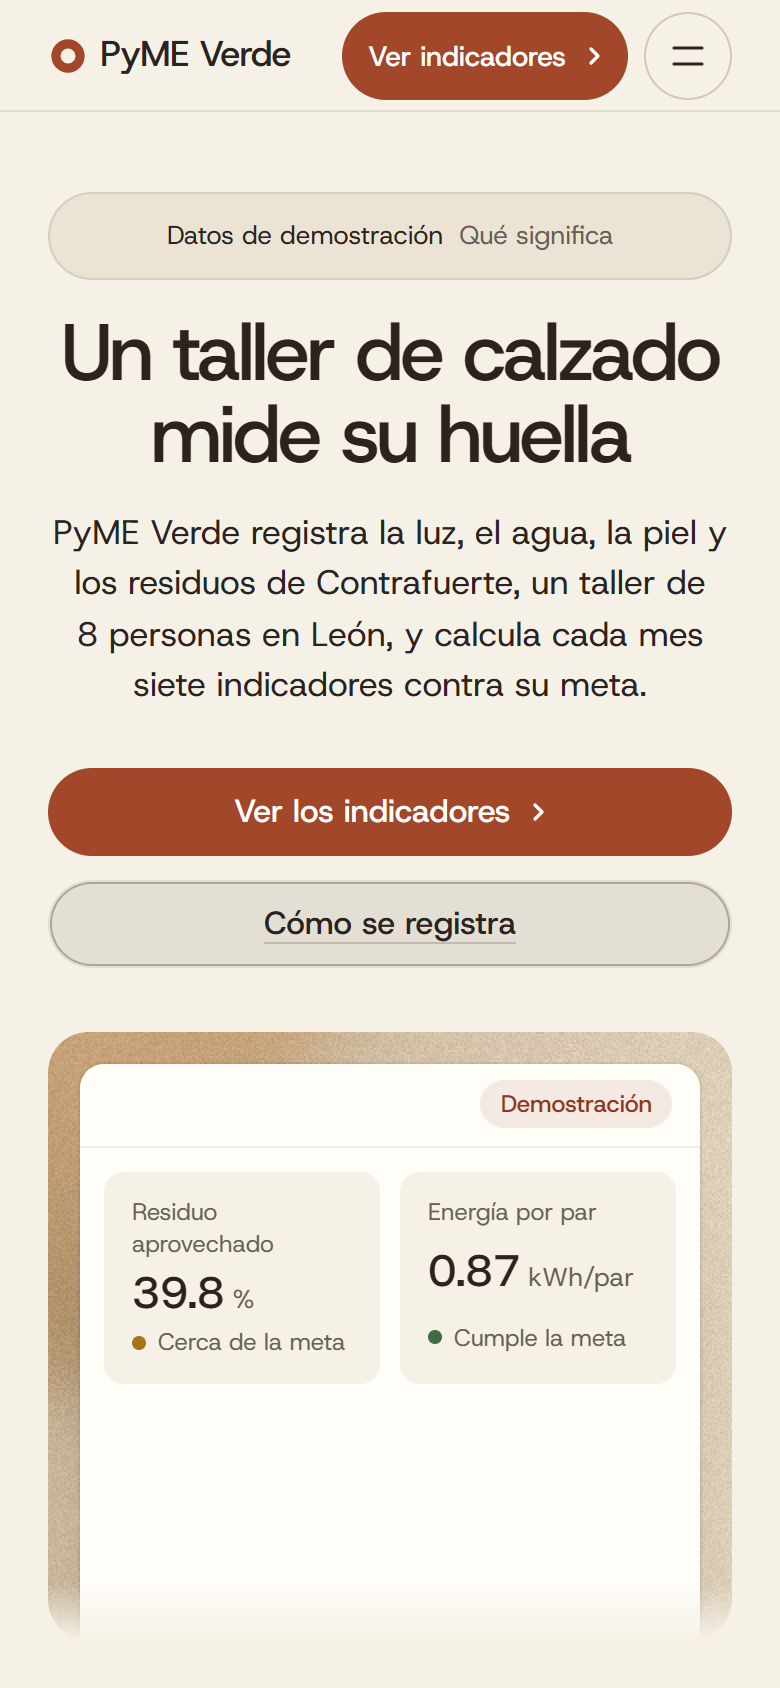 PyME Verde
Ver indicadores
Datos de demostración Qué significa
Un taller de calzado
mide su huella
PyME Verde registra la luz, el agua, la piel y
los residuos de Contrafuerte, un taller de
8 personas en León, y calcula cada mes
siete indicadores contra su meta.
Ver los indicadores
Cómo se registra
Demostración
Residuo
aprovechado
39.8 %
Cerca de la meta
Energía por par
0.87 kWh/par
Cumple la meta